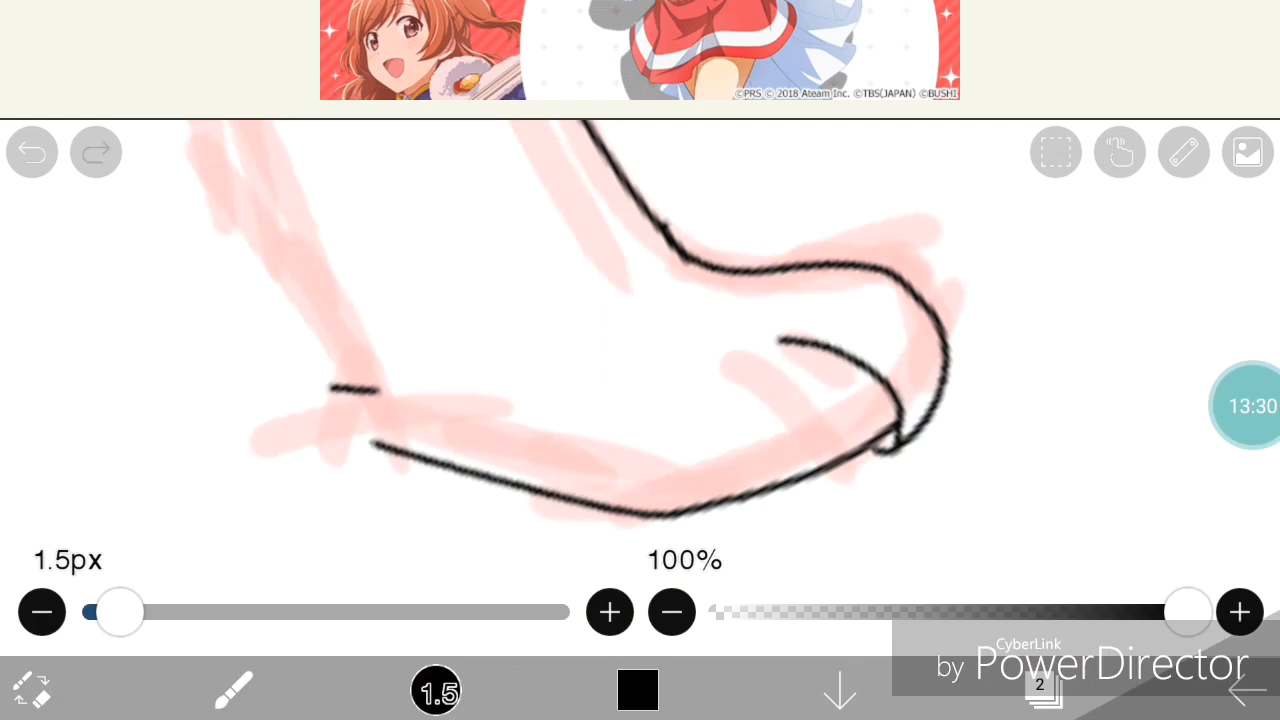 ©PRS © 2018 Ateam Inc. ©TBS(JAPAN) ©BUSHI
13:30
1.5px
100%
CyberLink
by PowerDirector
1.5
2